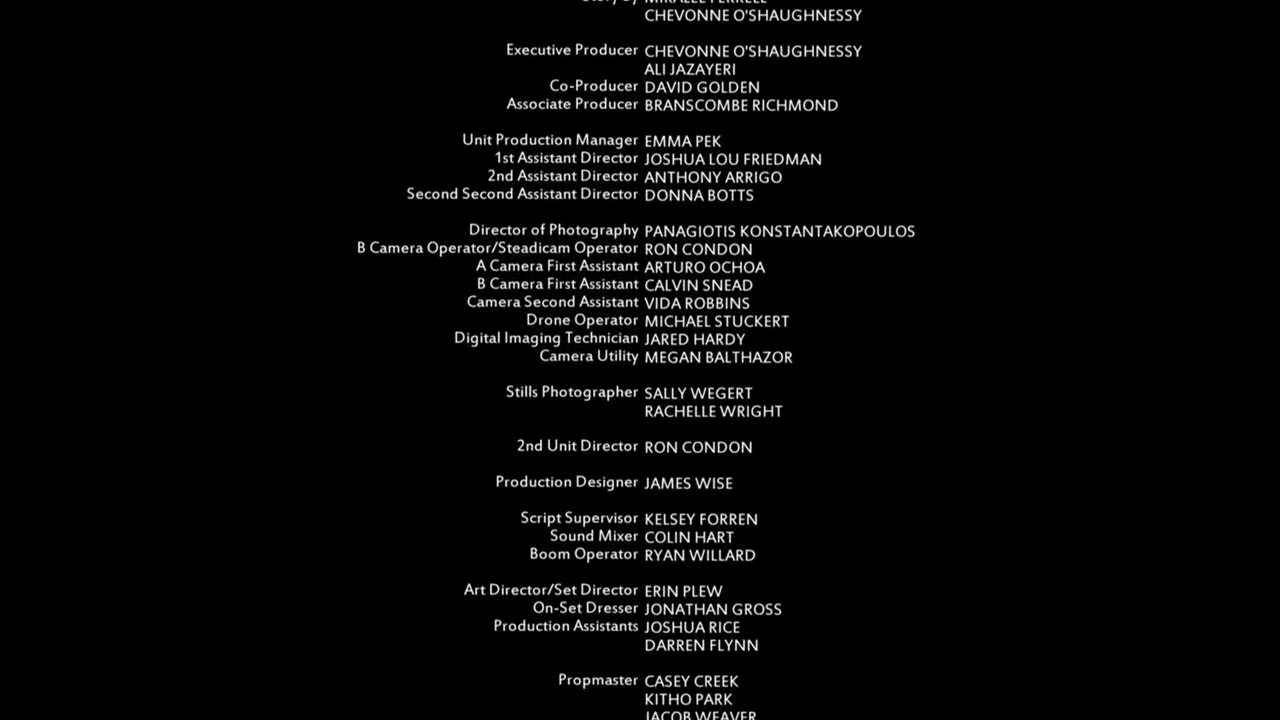 CHEVONNE O'SHAUGHNESSY
Executive Producer CHEVONNE O'SHAUGHNESSY
ALI JAZAYERI
Co-Producer DAVID GOLDEN
Associate Producer BRANSCOMBE RICHMOND
Unit Production Manager EMMA PEK
1st Assistant Director JOSHUA LOU FRIEDMAN
2nd Assistant Director ANTHONY ARRIGO
Second Second Assistant Director DONNA BOTTS
Director of Photography PANAGIOTIS KONSTANTAKOPOULOS
B Camera Operator/Steadicam Operator RON CONDON
A Camera First Assistant ARTURO OCHOA
B Camera First Assistant CALVIN SNEAD
Camera Second Assistant VIDA ROBBINS
Drone Operator MICHAEL STUCKERT
Digital Imaging Technician JARED HARDY
Camera Utility MEGAN BALTHAZOR
Stills Photographer SALLY WEGERT
RACHELLE WRIGHT
2nd Unit Director RON CONDON
Production Designer JAMES WISE
Script Supervisor KELSEY FORREN
Sound Mixer COLIN HART
Boom Operator RYAN WILLARD
Art Director/Set Director ERIN PLEW
On-Set Dresser JONATHAN GROSS
Production Assistants JOSHUA RICE
DARREN FLYNN
Propmaster CASEY CREEK
KITHO PARK
JACOB WEAVER